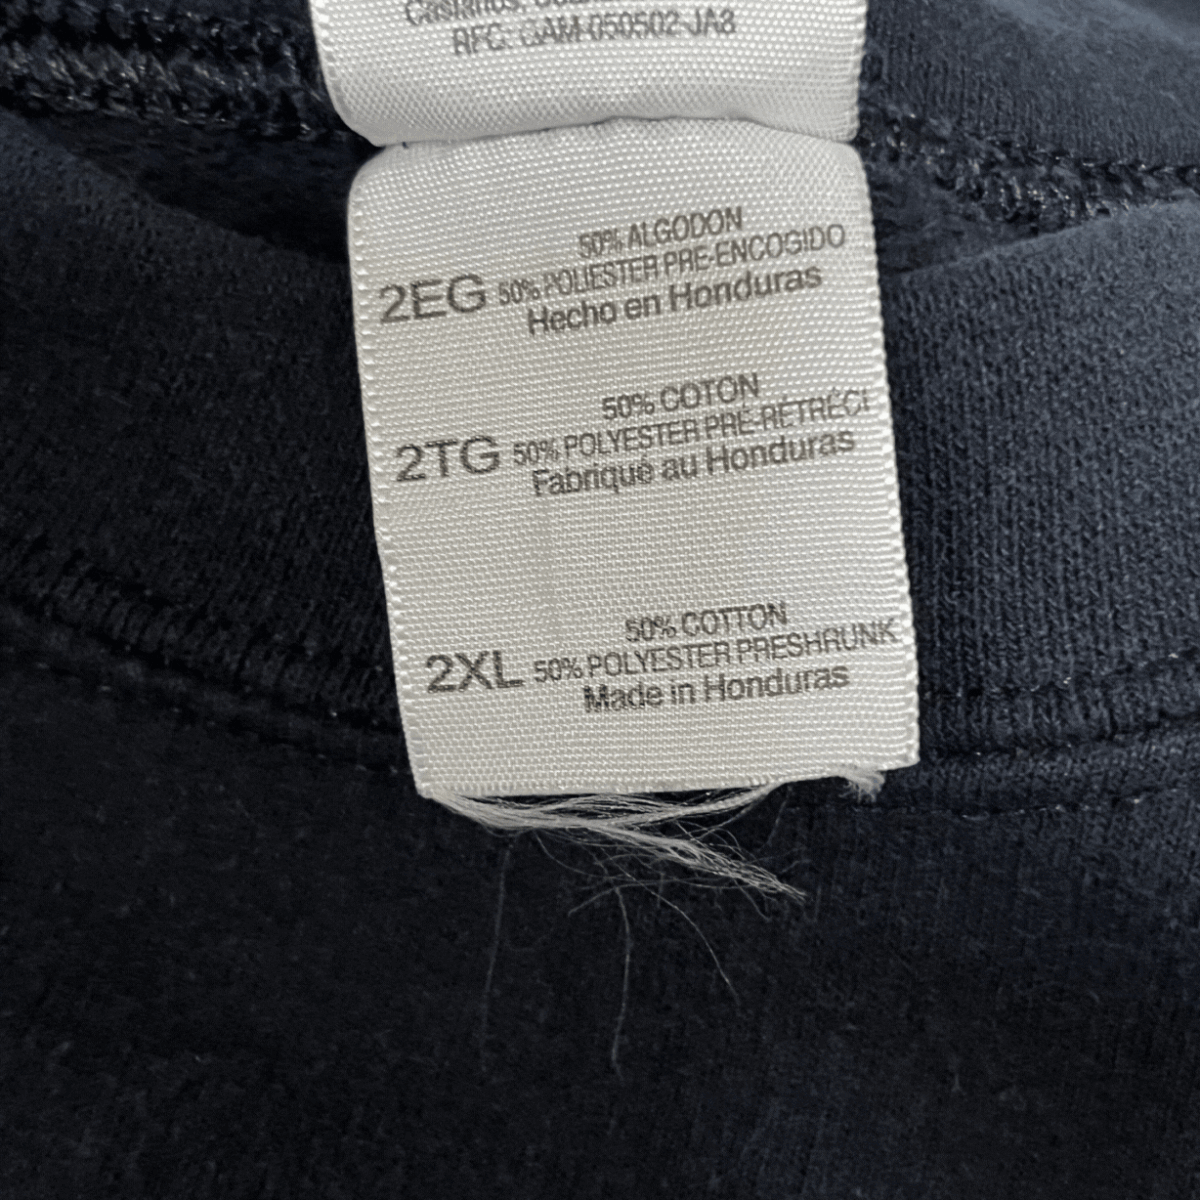 RFC: GAM-050502-JA8
50% ALGODON
2EG 50% POLIESTER PRE-ENCOGIDO
Hecho en Honduras
50% COTON
2TG 50% POLYESTER PRÉ-RÉTRÉCI
Fabriqué au Honduras
50% COTTON
2XL 50% POLYESTER PRESHRUNK
Made in Honduras